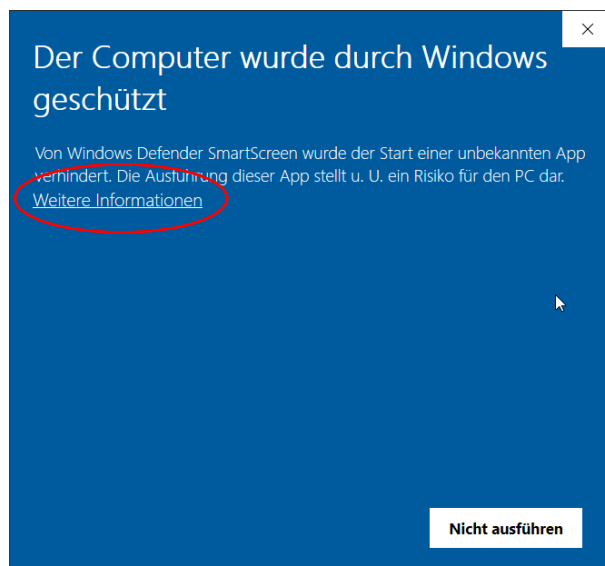 Der Computer wurde durch Windows
geschützt
Von Windows Defender SmartScreen wurde der Start einer unbekannten App
verhindert. Die Ausführung dieser App stellt u. U. ein Risiko für den PC dar.
Weitere Informationen
Nicht ausführen